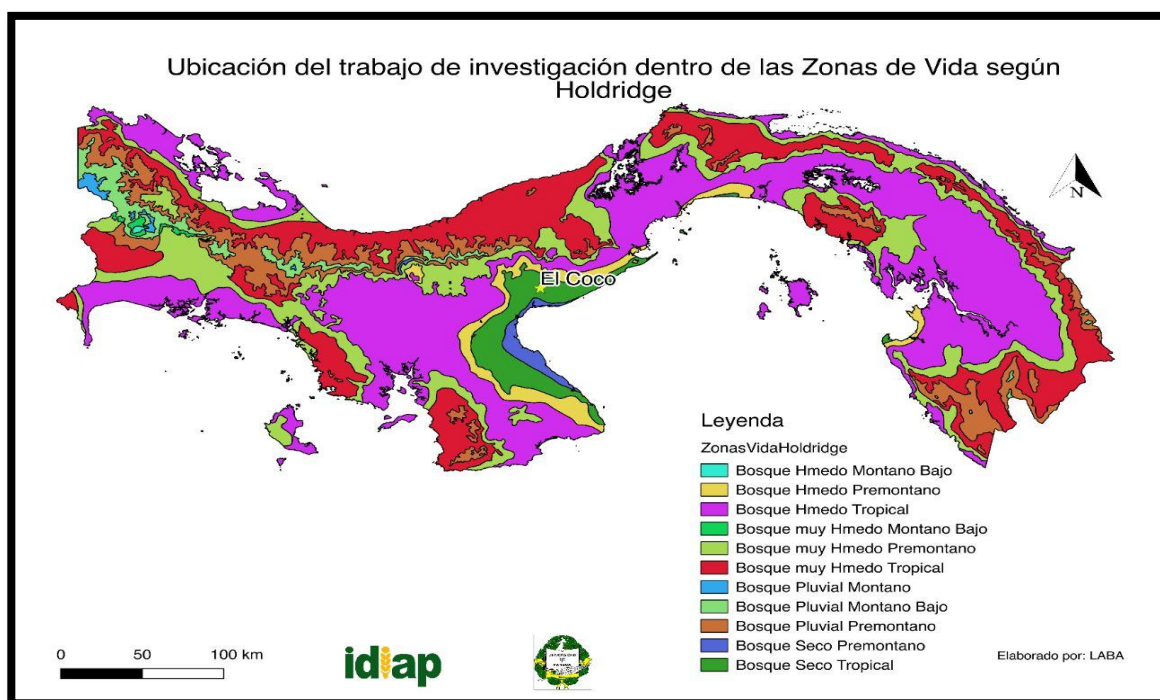 Ubicación del trabajo de investigación dentro de las Zonas de Vida según
Holdridge
N
El Coco
Leyenda
ZonasVidaHoldridge
Bosque Hmedo Montano Bajo
Bosque Hmedo Premontano
Bosque Hmedo Tropical
Bosque muy Hmedo Montano Bajo
Bosque muy Hmedo Premontano
Bosque muy Hmedo Tropical
Bosque Pluvial Montano
Bosque Pluvial Montano Bajo
Bosque Pluvial Premontano
Bosque Seco Premontano
Bosque Seco Tropical
0 50 100 km
idiap
Elaborado por: LABA